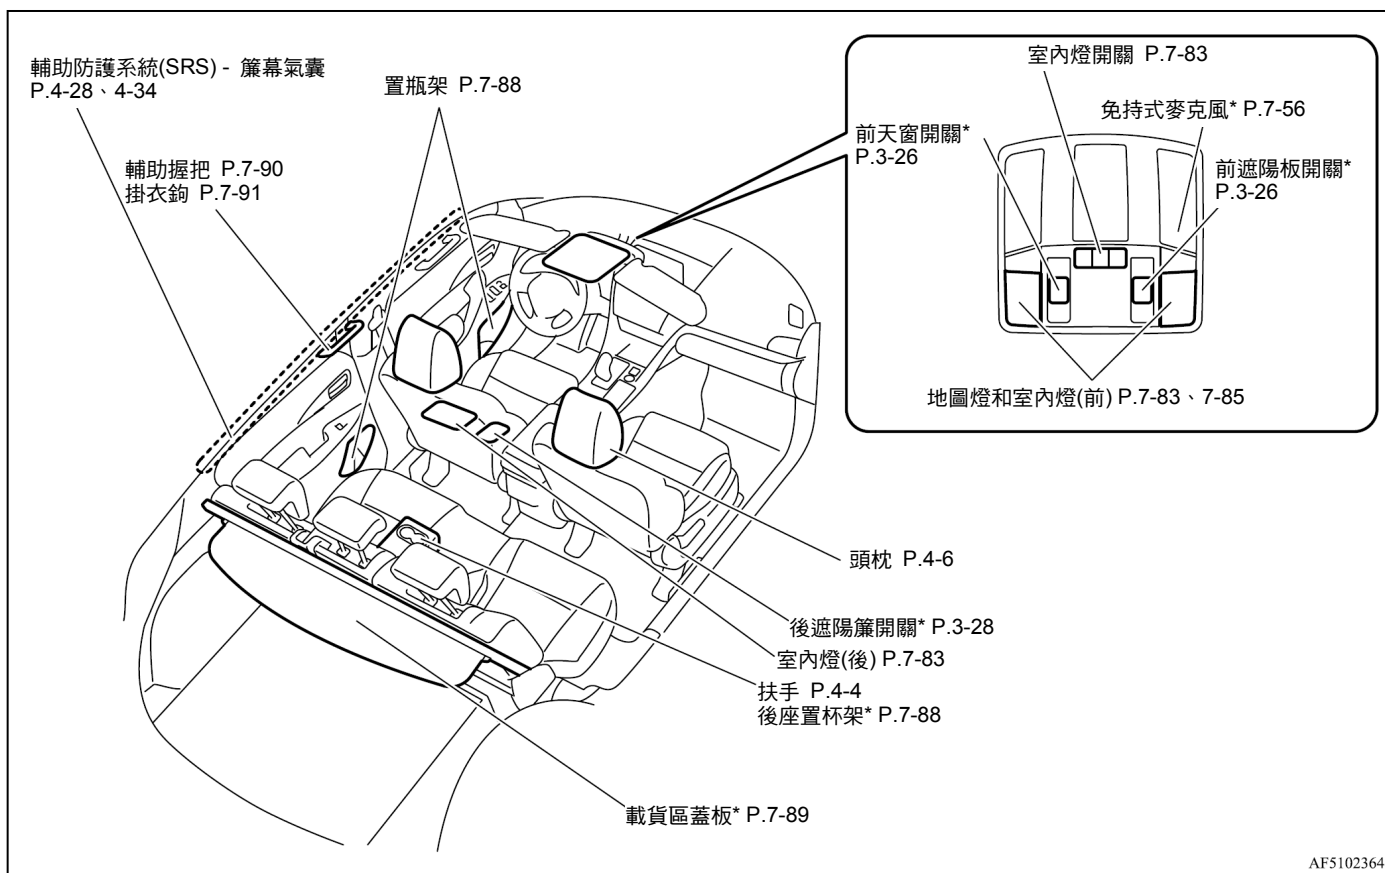 輔助防護系統(SRS) - 簾幕氣囊
P.4-28、4-34
置瓶架 P.7-88
輔助握把 P.7-90
掛衣鉤 P.7-91
室內燈開關 P.7-83
免持式麥克風* P.7-56
前天窗開關*
P.3-26
前遮陽板開關*
P.3-26
地圖燈和室內燈(前) P.7-83、7-85
頭枕 P.4-6
後遮陽簾開關* P.3-28
室內燈(後) P.7-83
扶手 P.4-4
後座置杯架* P.7-88
載貨區蓋板* P.7-89
AF5102364